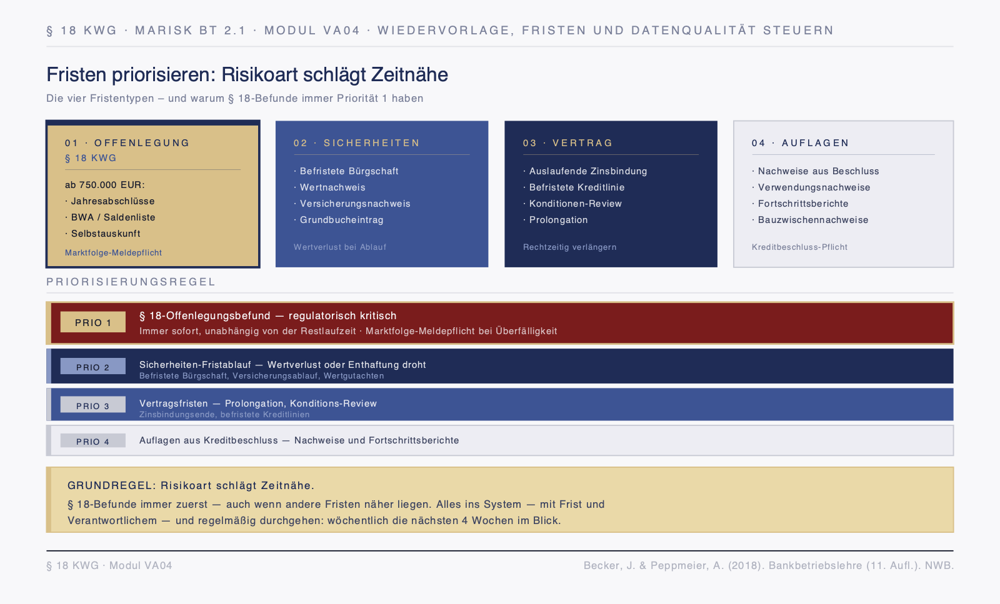 § 18 KWG · MARISK BT 2.1 · MODUL VA04 · WIEDERVORLAGE, FRISTEN UND DATENQUALITÄT STEUERN
Fristen priorisieren: Risikoart schlägt Zeitnähe
Die vier Fristentypen – und warum § 18-Befunde immer Priorität 1 haben
01 · OFFENLEGUNG
§ 18 KWG
ab 750.000 EUR:
· Jahresabschlüsse
· BWA / Saldenliste
· Selbstauskunft
Marktfolge-Meldepflicht
02 · SICHERHEITEN
· Befristete Bürgschaft
· Wertnachweis
· Versicherungsnachweis
· Grundbucheintrag
Wertverlust bei Ablauf
03 · VERTRAG
· Auslaufende Zinsbindung
· Befristete Kreditlinie
· Konditionen-Review
· Prolongation
Rechtzeitig verlängern
04 · AUFLAGEN
· Nachweise aus Beschluss
· Verwendungsnachweise
· Fortschrittsberichte
· Bauzwischennachweise
Kreditbeschluss-Pflicht
PRIORISIERUNGSREGEL
PRIO 1
§ 18-Offenlegungsbefund — regulatorisch kritisch
Immer sofort, unabhängig von der Restlaufzeit · Marktfolge-Meldepflicht bei Überfälligkeit
PRIO 2
Sicherheiten-Fristablauf — Wertverlust oder Enthaftung droht
Befristete Bürgschaft, Versicherungsablauf, Wertgutachten
PRIO 3
Vertragsfristen — Prolongation, Konditions-Review
Zinsbindungsende, befristete Kreditlinien
PRIO 4
Auflagen aus Kreditbeschluss — Nachweise und Fortschrittsberichte
GRUNDREGEL: Risikoart schlägt Zeitnähe.
§ 18-Befunde immer zuerst — auch wenn andere Fristen näher liegen. Alles ins System — mit Frist und
Verantwortlichem — und regelmäßig durchgehen: wöchentlich die nächsten 4 Wochen im Blick.
§ 18 KWG · Modul VA04
Becker, J. & Peppmeier, A. (2018). Bankbetriebslehre (11. Aufl.). NWB.